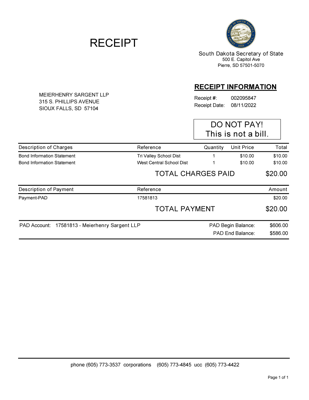 RECEIPT
South Dakota Secretary of State
500 E. Capitol Ave
Pierre, SD 57501-5070
RECEIPT INFORMATION
MEIERHENRY SARGENT LLP
315 S. PHILLIPS AVENUE
SIOUX FALLS, SD 57104
Receipt #: 002095847
Receipt Date: 08/11/2022
DO NOT PAY!
This is not a bill.
Description of Charges Reference Quantity Unit Price Total
Bond Information Statement Tri Valley School Dist 1 $10.00 $10.00
Bond Information Statement West Central School Dist 1 $10.00 $10.00
TOTAL CHARGES PAID $20.00
Description of Payment Reference Amount
Payment-PAD 17581813 $20.00
TOTAL PAYMENT $20.00
PAD Account: 17581813 - Meierhenry Sargent LLP PAD Begin Balance: $606.00
PAD End Balance: $586.00
phone (605) 773-3537 corporations (605) 773-4845 ucc (605) 773-4422
Page 1 of 1